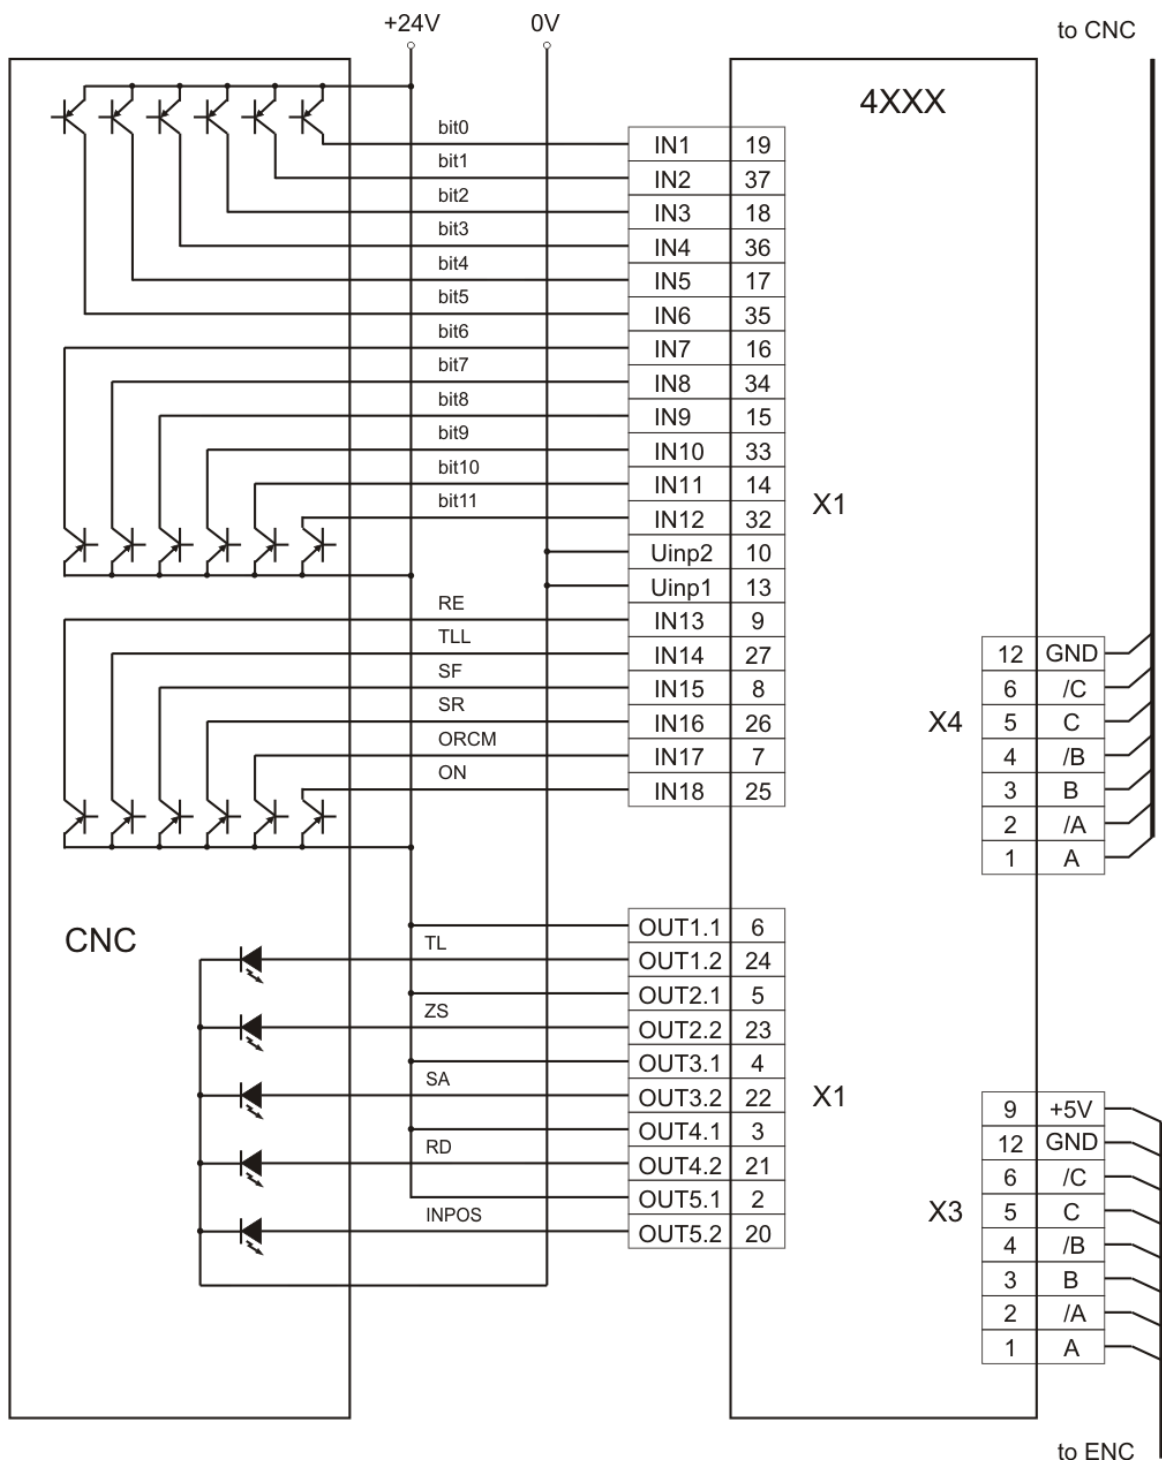 +24V 0V to CNC
4XXX
bit0 IN1 19
bit1 IN2 37
bit2 IN3 18
bit3 IN4 36
bit4 IN5 17
bit5 IN6 35
bit6 IN7 16
bit7 IN8 34
bit8 IN9 15
bit9 IN10 33
bit10 IN11 14
X1
bit11 IN12 32
Uinp2 10
Uinp1 13
RE IN13 9
TLL IN14 27
SF IN15 8
SR IN16 26
ORCM IN17 7
ON IN18 25
X4
12 GND
6 /C
5 C
4 /B
3 B
2 /A
1 A
CNC
OUT1.1 6
TL OUT1.2 24
OUT2.1 5
ZS OUT2.2 23
OUT3.1 4
SA OUT3.2 22
OUT4.1 3
RD OUT4.2 21
OUT5.1 2
INPOS OUT5.2 20
X1
X3
9 +5V
12 GND
6 /C
5 C
4 /B
3 B
2 /A
1 A
to ENC